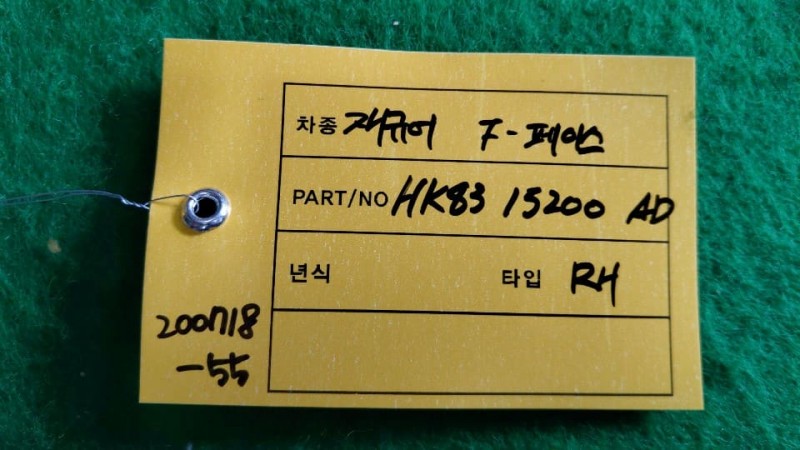 차종 재규어 F-페이스
PART/NO HK83 15200 AD
년식 타입 RH
200718
-55